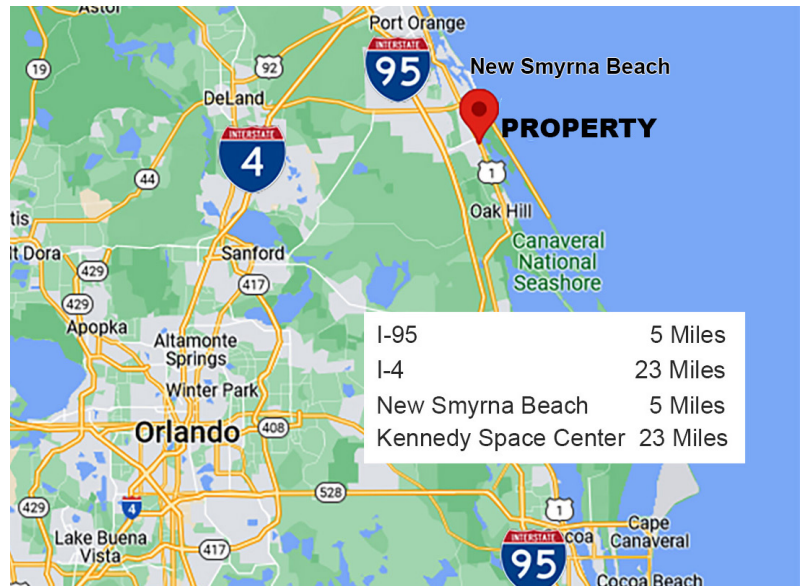 Astor
Port Orange
19
92
INTERSTATE
95
New Smyrna Beach
DeLand
PROPERTY
INTERSTATE
4
44
1
Oak Hill
tis
Canaveral
National
Seashore
lt Dora
Sanford
429
417
429
Apopka
Altamonte
Springs
I-95 5 Miles
I-4 23 Miles
Winter Park
New Smyrna Beach 5 Miles
Orlando
408
Kennedy Space Center 23 Miles
528
429
4
1
Lake Buena
Vista
417
INTERSTATE
95
coa
Cape
Canaveral
Cocoa Beach